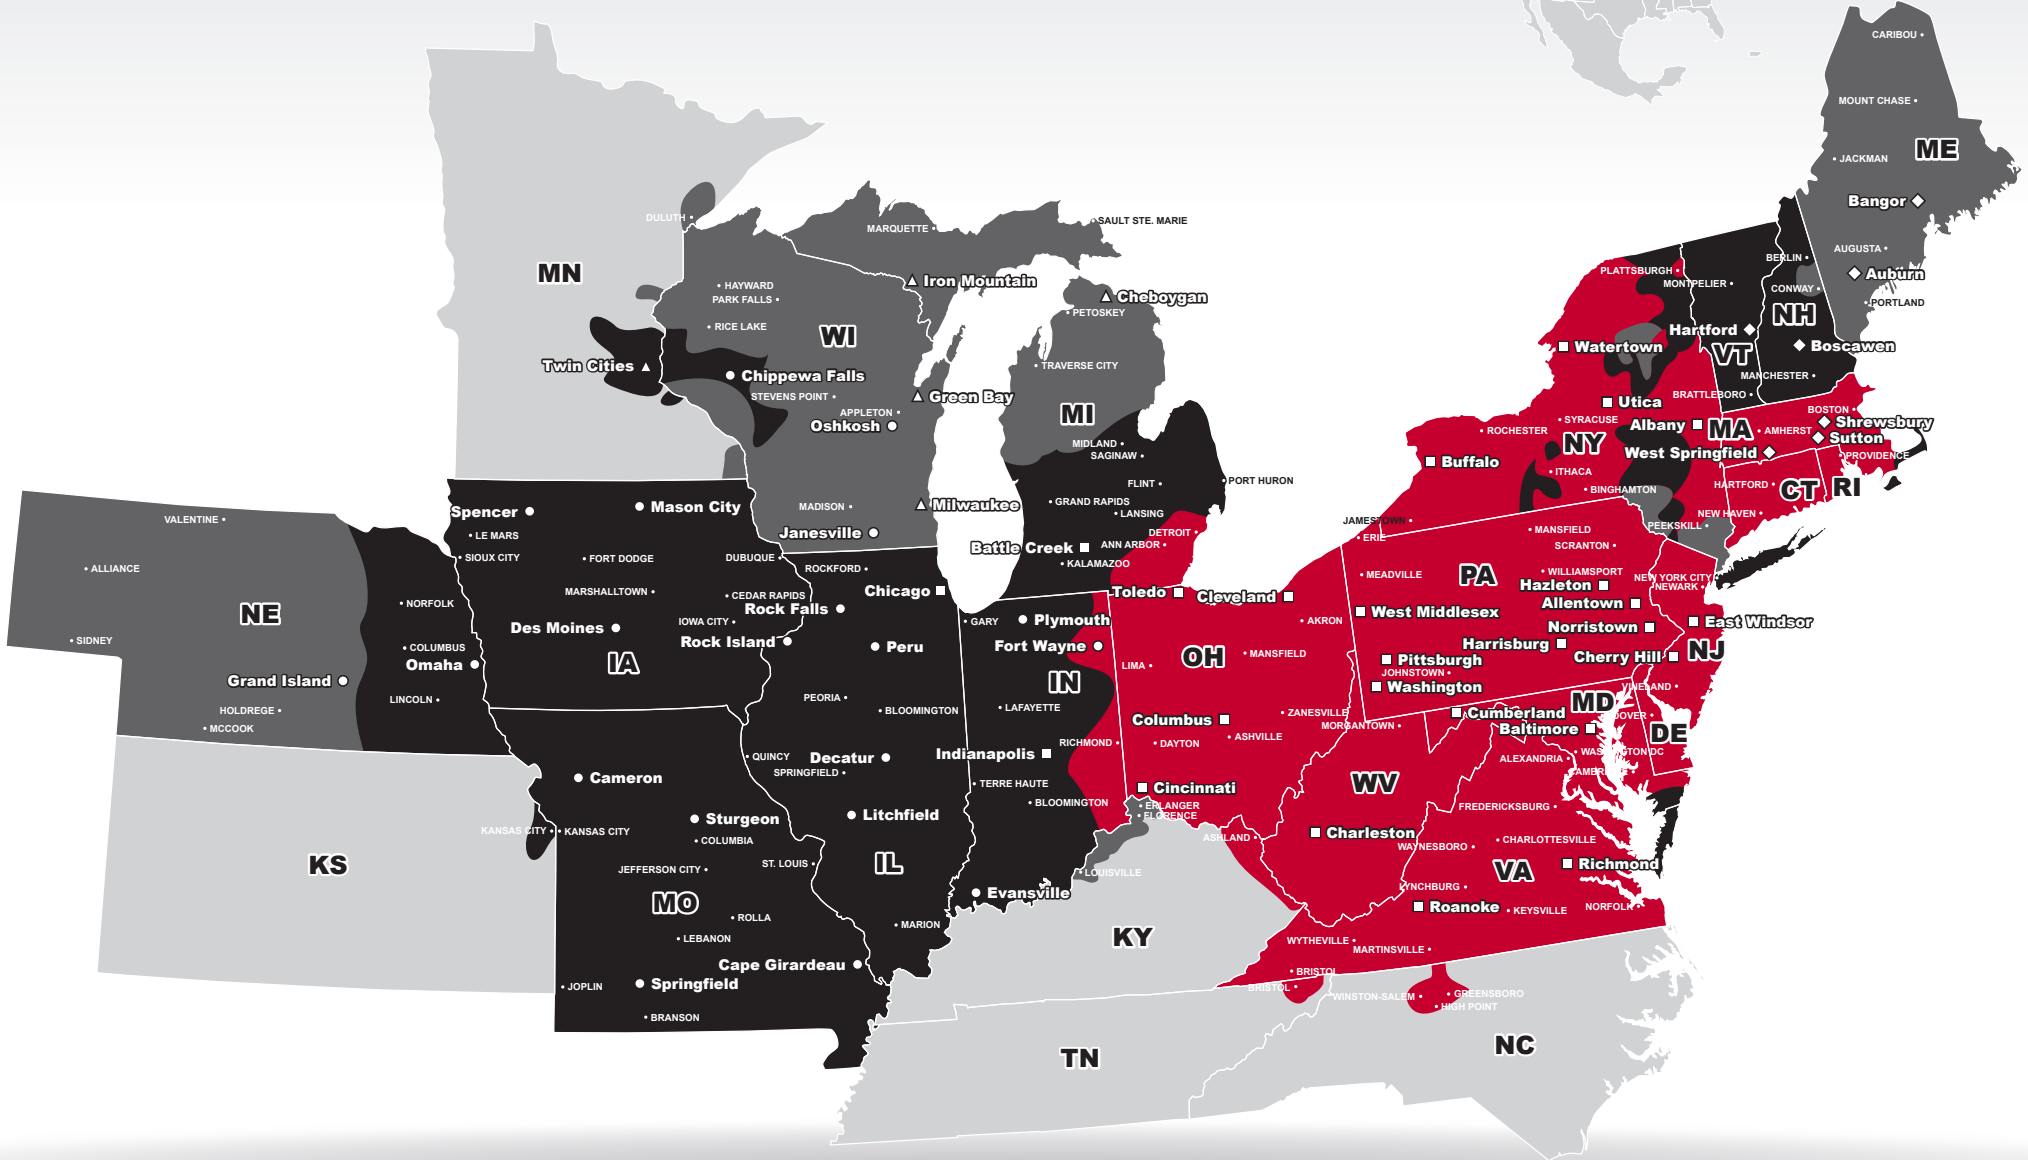 CARIBOU
MOUNT CHASE
ME
JACKMAN
Bangor
AUGUSTA
Auburn
PORTLAND
BERLIN
CONWAY
NH
Boscawen
MANCHESTER
PLATTSBURGH
MONTPELIER
Hartford
VT
BRATTLEBORO
Watertown
Utica
SYRACUSE
ROCHESTER
NY
Albany
MA
BOSTON
Shrewsbury
AMHERST
Sutton
West Springfield
PROVIDENCE
Buffalo
ITHACA
BINGHAMTON
HARTFORD
CT
RI
NEW HAVEN
PEEKSKILL
JAMESTOWN
ERIE
MANSFIELD
SCRANTON
MEADVILLE
PA
WILLIAMSPORT
NEW YORK CITY
NEWARK
Hazleton
Allentown
West Middlesex
Norristown
East Windsor
Harrisburg
Cherry Hill
NJ
Pittsburgh
JOHNSTOWN
Washington
VINELAND
MD
Cumberland
DOVER
Baltimore
DE
MORGANTOWN
WASHINGTON DC
ALEXANDRIA
CAMBRIDGE
WV
FREDERICKSBURG
Charleston
CHARLOTTESVILLE
WAYNESBORO
VA
Richmond
LYNCHBURG
Roanoke
KEYSVILLE
NORFOLK
WYTHEVILLE
MARTINSVILLE
BRISTOL
BRISTOL
WINSTON-SALEM
GREENSBORO
HIGH POINT
NC
TN
KY
DULUTH
MARQUETTE
SAULT STE. MARIE
MN
HAYWARD
PARK FALLS
Iron Mountain
Cheboygan
PETOSKEY
RICE LAKE
WI
Twin Cities
Chippewa Falls
TRAVERSE CITY
STEVENS POINT
Green Bay
APPLETON
Oshkosh
MI
MIDLAND
SAGINAW
FLINT
PORT HURON
MADISON
Milwaukee
GRAND RAPIDS
LANSING
Janesville
DETROIT
Battle Creek
ANN ARBOR
KALAMAZOO
Mason City
Spencer
LE MARS
SIOUX CITY
FORT DODGE
DUBUQUE
ROCKFORD
MARSHALLTOWN
CEDAR RAPIDS
Chicago
Rock Falls
IOWA CITY
Des Moines
Rock Island
IA
Peru
GARY
Plymouth
Fort Wayne
Toledo
Cleveland
AKRON
LIMA
OH
MANSFIELD
IN
PEORIA
BLOOMINGTON
LAFAYETTE
Columbus
ZANESVILLE
ASHVILLE
RICHMOND
DAYTON
Indianapolis
Decatur
QUINCY
SPRINGFIELD
TERRE HAUTE
Cincinnati
BLOOMINGTON
ERLANGER
FLORENCE
ASHLAND
Litchfield
LOUISVILLE
IL
Evansville
MARION
VALENTINE
ALLIANCE
NE
NORFOLK
SIDNEY
COLUMBUS
Omaha
Grand Island
LINCOLN
HOLDREGE
MCCOOK
Cameron
Sturgeon
KANSAS CITY
KANSAS CITY
COLUMBIA
KS
ST. LOUIS
JEFFERSON CITY
MO
ROLLA
LEBANON
Cape Girardeau
Springfield
JOPLIN
BRANSON